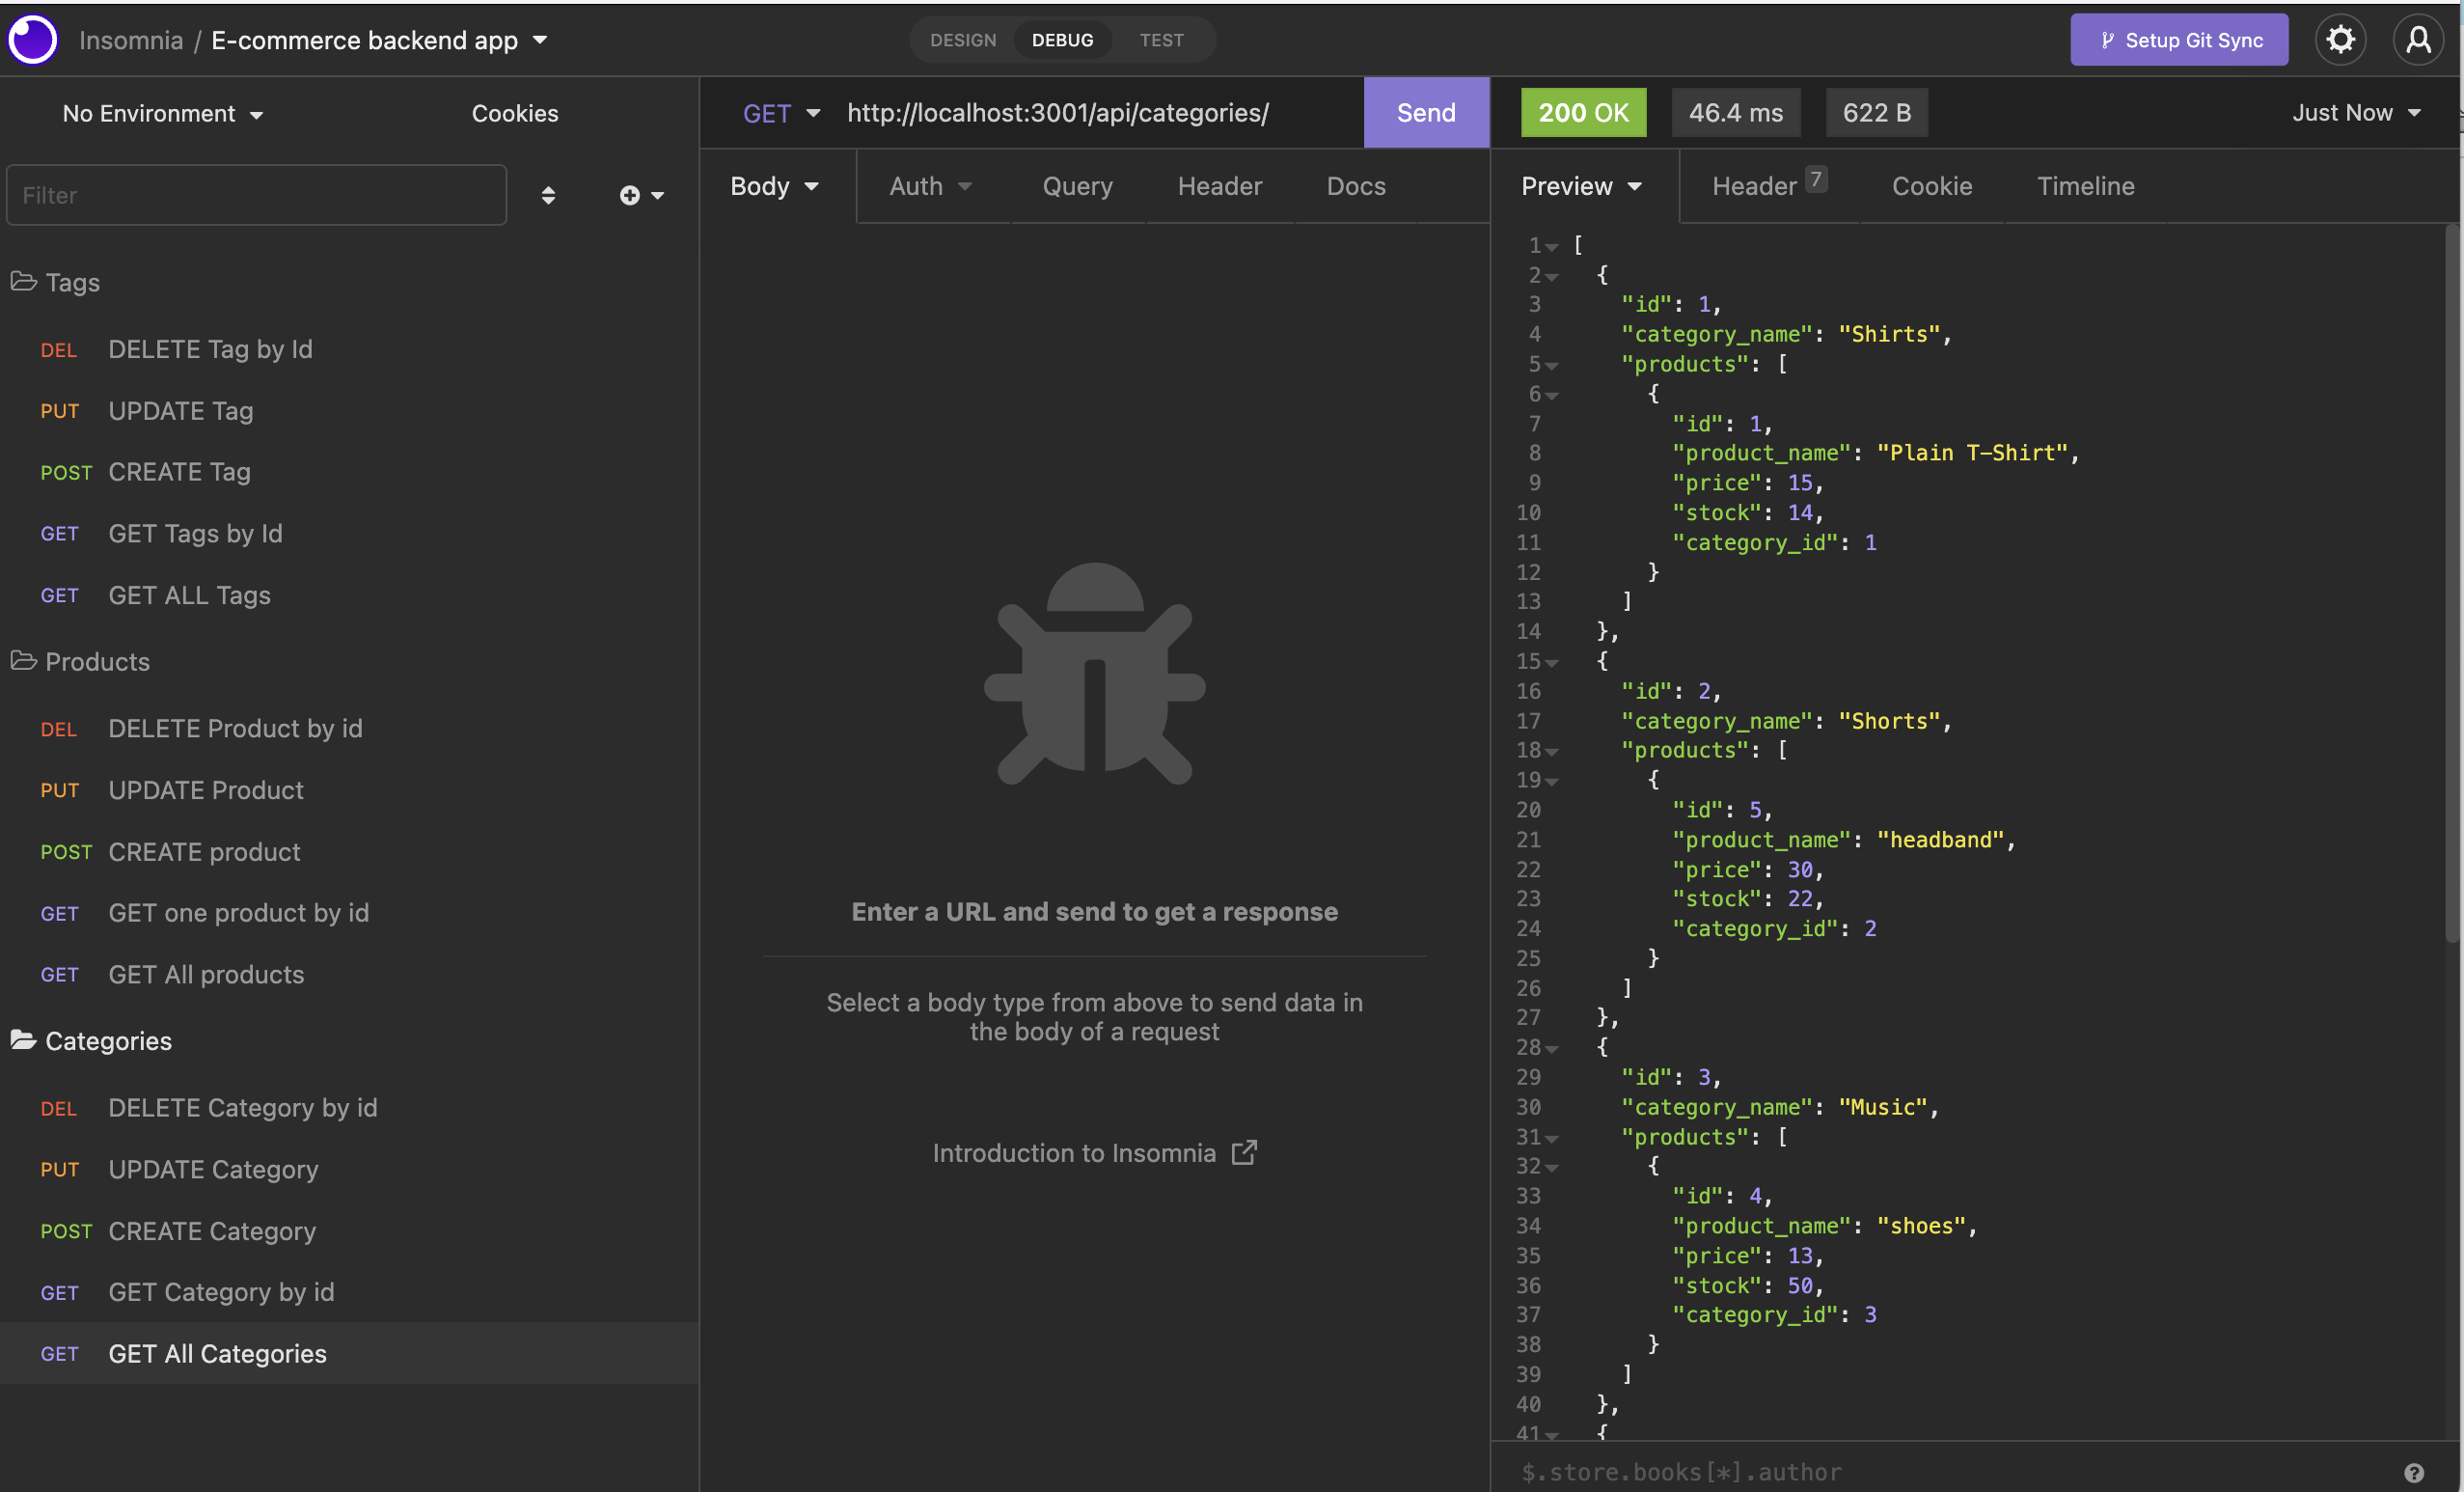 Insomnia / E-commerce backend app
DESIGN DEBUG TEST
Setup Git Sync
No Environment Cookies
Filter
Tags
DEL DELETE Tag by Id
PUT UPDATE Tag
POST CREATE Tag
GET GET Tags by Id
GET GET ALL Tags
Products
DEL DELETE Product by id
PUT UPDATE Product
POST CREATE product
GET GET one product by id
GET GET All products
Categories
DEL DELETE Category by id
PUT UPDATE Category
POST CREATE Category
GET GET Category by id
GET GET All Categories
GET http://localhost:3001/api/categories/ Send
Body Auth Query Header Docs
Enter a URL and send to get a response
Select a body type from above to send data in
the body of a request
Introduction to Insomnia
200 OK 46.4 ms 622 B Just Now
Preview Header 7 Cookie Timeline
1 [
2 {
3 "id": 1,
4 "category_name": "Shirts",
5 "products": [
6 {
7 "id": 1,
8 "product_name": "Plain T-Shirt",
9 "price": 15,
10 "stock": 14,
11 "category_id": 1
12 }
13 ]
14 },
15 {
16 "id": 2,
17 "category_name": "Shorts",
18 "products": [
19 {
20 "id": 5,
21 "product_name": "headband",
22 "price": 30,
23 "stock": 22,
24 "category_id": 2
25 }
26 ]
27 },
28 {
29 "id": 3,
30 "category_name": "Music",
31 "products": [
32 {
33 "id": 4,
34 "product_name": "shoes",
35 "price": 13,
36 "stock": 50,
37 "category_id": 3
38 }
39 ]
40 },
41 {
$.store.books[*].author